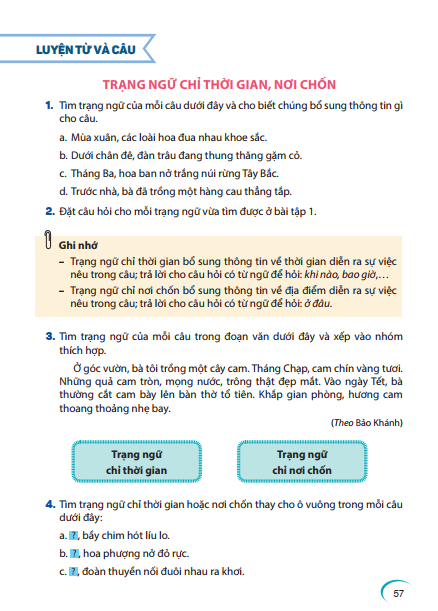 LUYỆN TỪ VÀ CÂU
TRẠNG NGỮ CHỈ THỜI GIAN, NƠI CHỐN
1. Tìm trạng ngữ của mỗi câu dưới đây và cho biết chúng bổ sung thông tin gì
cho câu.
a. Mùa xuân, các loài hoa đua nhau khoe sắc.
b. Dưới chân đê, đàn trâu đang thung thăng gặm cỏ.
c. Tháng Ba, hoa ban nở trắng núi rừng Tây Bắc.
d. Trước nhà, bà đã trồng một hàng cau thẳng tắp.
2. Đặt câu hỏi cho mỗi trạng ngữ vừa tìm được ở bài tập 1.
Ghi nhớ
– Trạng ngữ chỉ thời gian bổ sung thông tin về thời gian diễn ra sự việc
nêu trong câu; trả lời cho câu hỏi có từ ngữ để hỏi: khi nào, bao giờ,...
– Trạng ngữ chỉ nơi chốn bổ sung thông tin về địa điểm diễn ra sự việc
nêu trong câu; trả lời cho câu hỏi có từ ngữ để hỏi: ở đâu.
3. Tìm trạng ngữ của mỗi câu trong đoạn văn dưới đây và xếp vào nhóm
thích hợp.
Ở góc vườn, bà tôi trồng một cây cam. Tháng Chạp, cam chín vàng tươi.
Những quả cam tròn, mọng nước, trông thật đẹp mắt. Vào ngày Tết, bà
thường cắt cam bày lên bàn thờ tổ tiên. Khắp gian phòng, hương cam
thoang thoảng nhẹ bay.
(Theo Bảo Khánh)
Trạng ngữ
chỉ thời gian
Trạng ngữ
chỉ nơi chốn
4. Tìm trạng ngữ chỉ thời gian hoặc nơi chốn thay cho ô vuông trong mỗi câu
dưới đây:
a. ?, bầy chim hót líu lo.
b. ?, hoa phượng nở đỏ rực.
c. ?, đoàn thuyền nối đuôi nhau ra khơi.
57